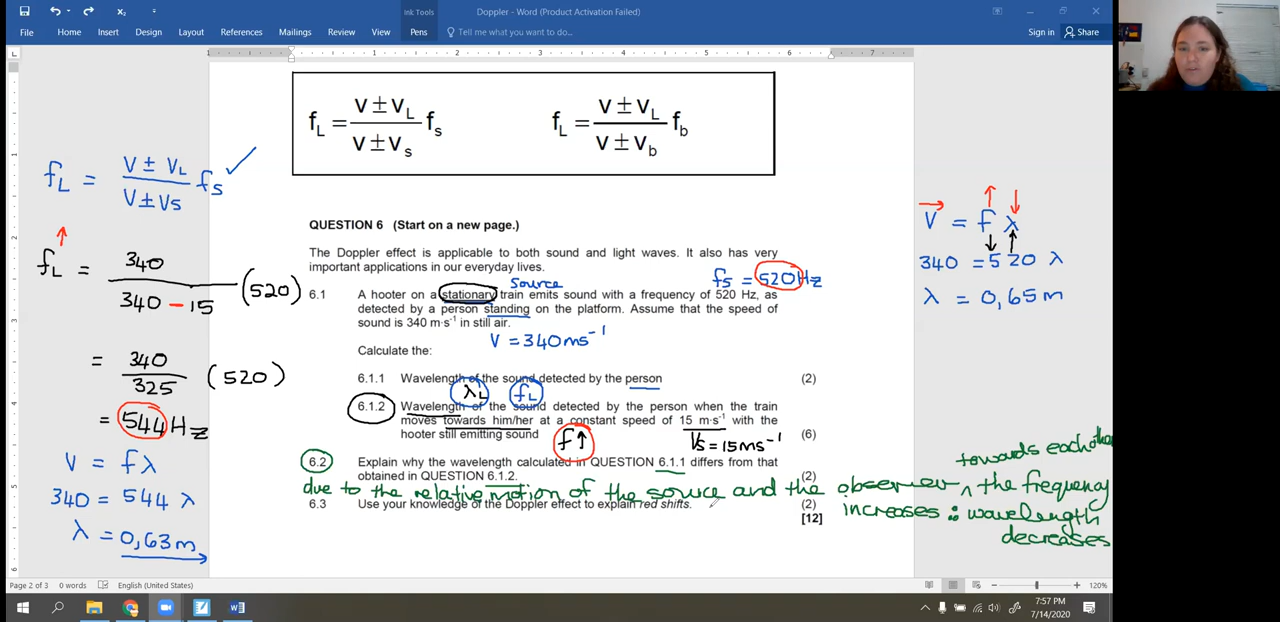 Ink Tools
Doppler - Word (Product Activation Failed)
File Home Insert Design Layout References Mailings Review View Pens Tell me what you want to do... Sign in Share
fL = V ± VL / V ± Vs fs
fL = V ± VL / V ± Vb fb
fL = V ± VL / V ± Vs fs ✓
↑
fL = 340 / 340 - 15 (520)
= 340 / 325 (520)
= 544 Hz
V = fλ
340 = 544 λ
λ = 0,63 m
QUESTION 6 (Start on a new page.)
The Doppler effect is applicable to both sound and light waves. It also has very
important applications in our everyday lives.
fs = 520Hz
source
6.1 A hooter on a stationary train emits sound with a frequency of 520 Hz, as
detected by a person standing on the platform. Assume that the speed of
sound is 340 m·s-1 in still air.
V = 340ms-1
Calculate the:
6.1.1 Wavelength of the sound detected by the person (2)
λL fL
6.1.2 Wavelength of the sound detected by the person when the train
moves towards him/her at a constant speed of 15 m·s-1 with the
hooter still emitting sound (6)
f↑ Vs = 15ms-1
6.2 Explain why the wavelength calculated in QUESTION 6.1.1 differs from that
obtained in QUESTION 6.1.2. (2)
towards each other
due to the relative motion of the source and the observer ^ the frequency
increases ∴ wavelength
decreases
6.3 Use your knowledge of the Doppler effect to explain red shifts. (2)
[12]
V = f λ
340 = 520 λ
λ = 0,65 m
Page 2 of 3 0 words English (United States) 120%
7:57 PM
7/14/2020